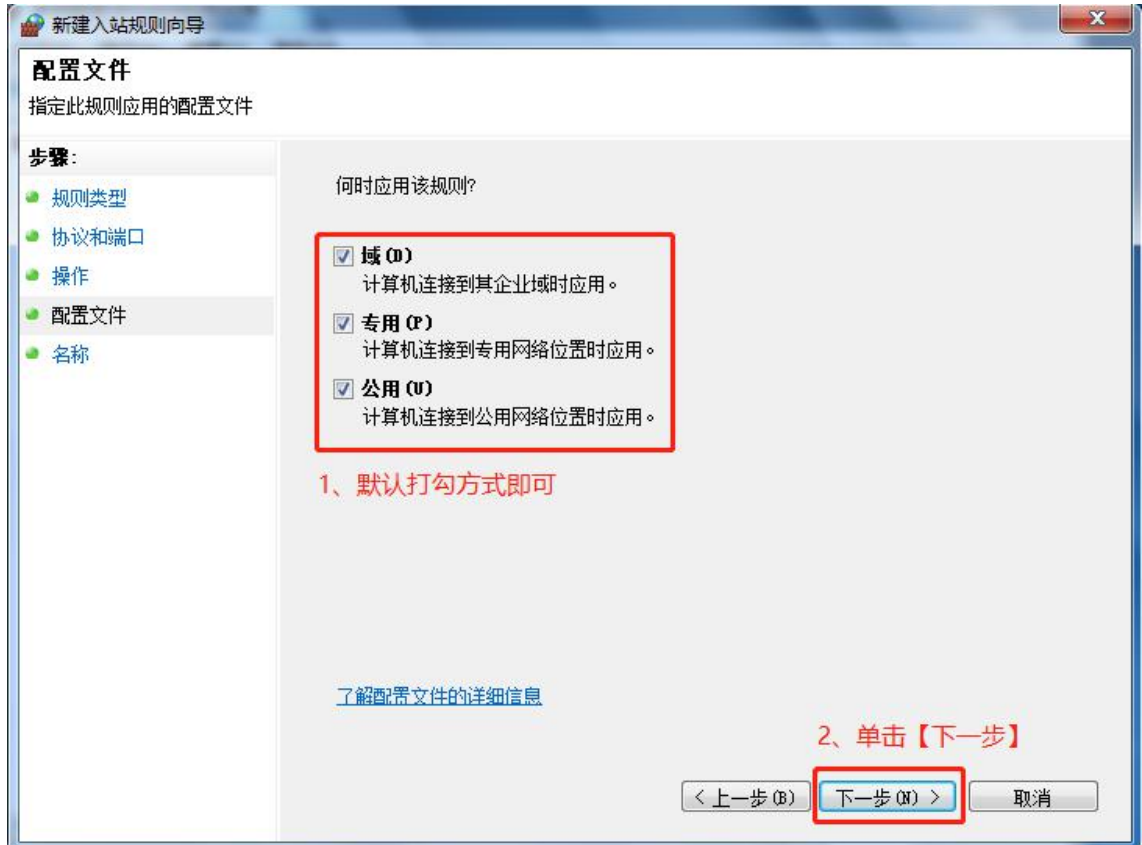 新建入站规则向导
配置文件
指定此规则应用的配置文件
步骤:
规则类型
协议和端口
操作
配置文件
名称
何时应用该规则?
域(D)
计算机连接到其企业域时应用。
专用(P)
计算机连接到专用网络位置时应用。
公用(U)
计算机连接到公用网络位置时应用。
1、默认打勾方式即可
了解配置文件的详细信息
2、单击【下一步】
<上一步(B) 下一步(N)> 取消